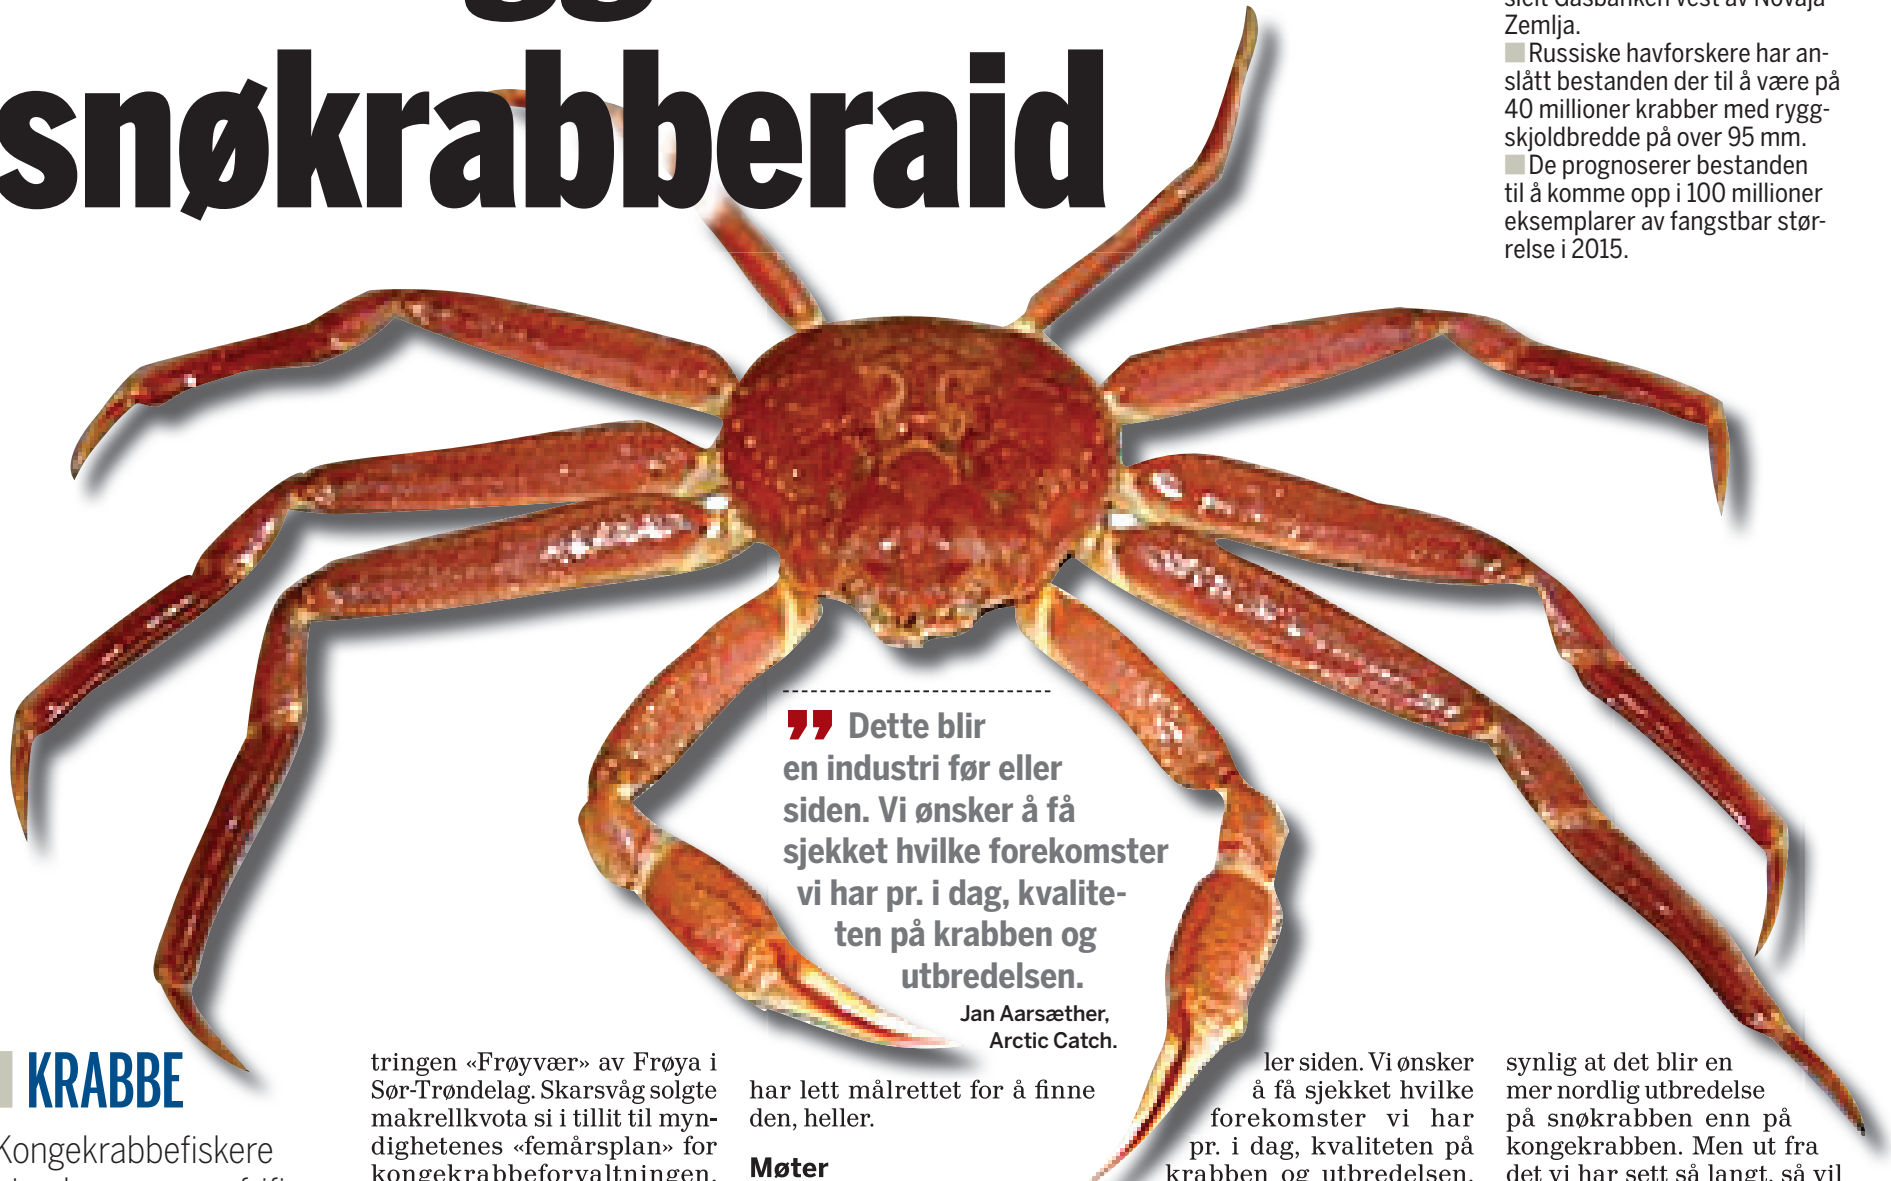 snøkrabberaid
Zemlja.
Russiske havforskere har an-
slått bestanden der til å være på
40 millioner krabber med rygg-
skjoldbredde på over 95 mm.
De prognoserer bestanden
til å komme opp i 100 millioner
eksemplarer av fangstbar stør-
relse i 2015.
” Dette blir
en industri før eller
siden. Vi ønsker å få
sjekket hvilke forekomster
vi har pr. i dag, kvalite-
ten på krabben og
utbredelsen.
Jan Aarsæther,
Arctic Catch.
KRABBE
Kongekrabbefiskere
tringen «Frøyvær» av Frøya i
Sør-Trøndelag. Skarsvåg solgte
makrellkvota si i tillit til myn-
dighetenes «femårsplan» for
kongekrabbeforvaltningen.
har lett målrettet for å finne
den, heller.
Møter
ler siden. Vi ønsker
å få sjekket hvilke
forekomster vi har
pr. i dag, kvaliteten på
krabben og utbredelsen.
synlig at det blir en
mer nordlig utbredelse
på snøkrabben enn på
kongekrabben. Men ut fra
det vi har sett så langt, så vil